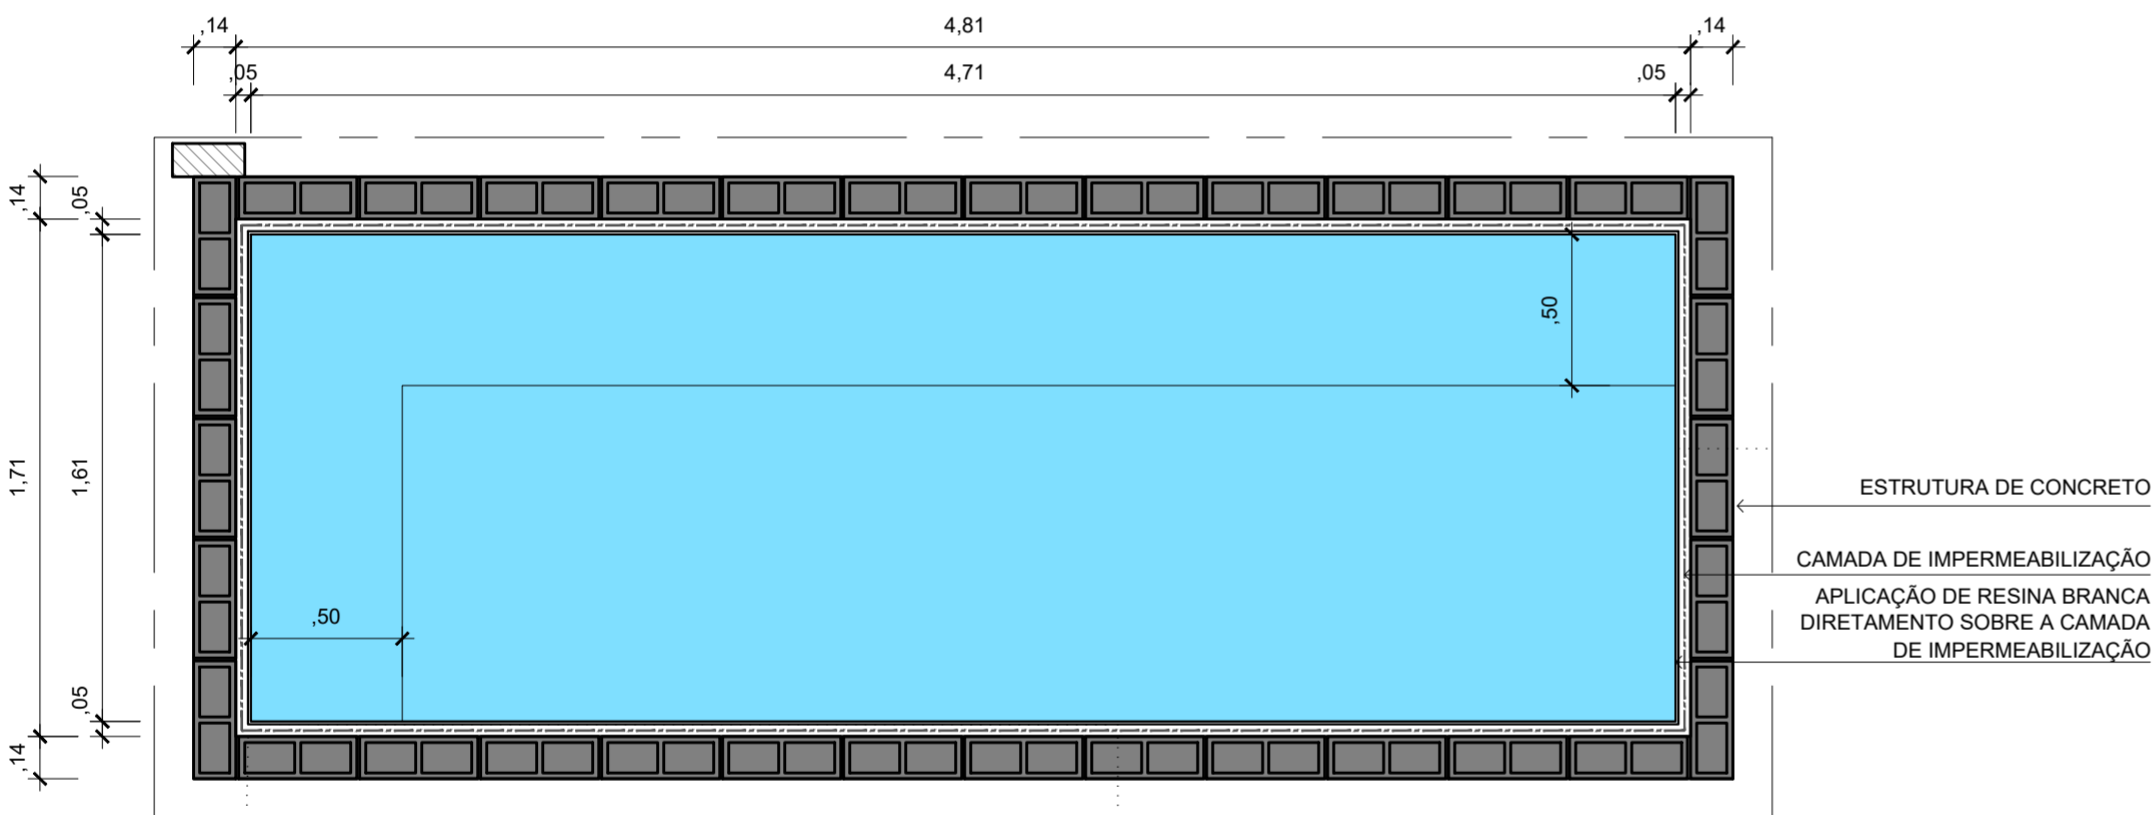 ,14
4,81
,14
,05
4,71
,05
,14
,05
,50
1,71
1,61
ESTRUTURA DE CONCRETO
CAMADA DE IMPERMEABILIZAÇÃO
APLICAÇÃO DE RESINA BRANCA
DIRETAMENTO SOBRE A CAMADA
DE IMPERMEABILIZAÇÃO
,50
,05
,14